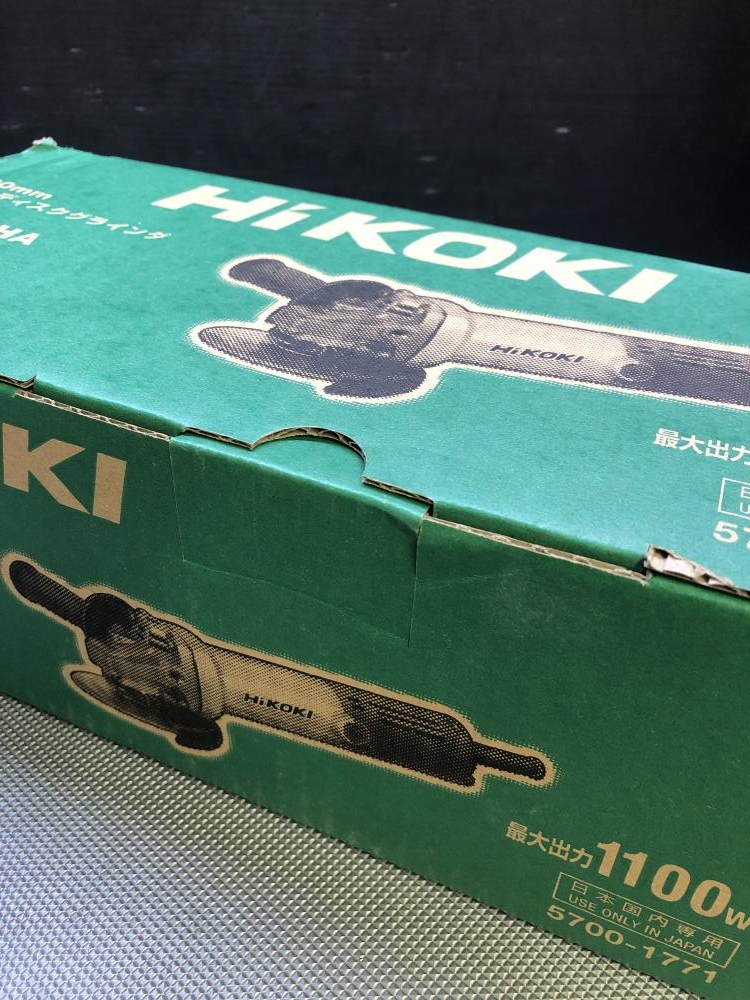 0mm
ディスクグラインダ
HA
HiKOKI
HiKOKI
最大出力
57
KI
HiKOKI
最大出力1100W
日本国内専用
USE ONLY IN JAPAN
5700-1771